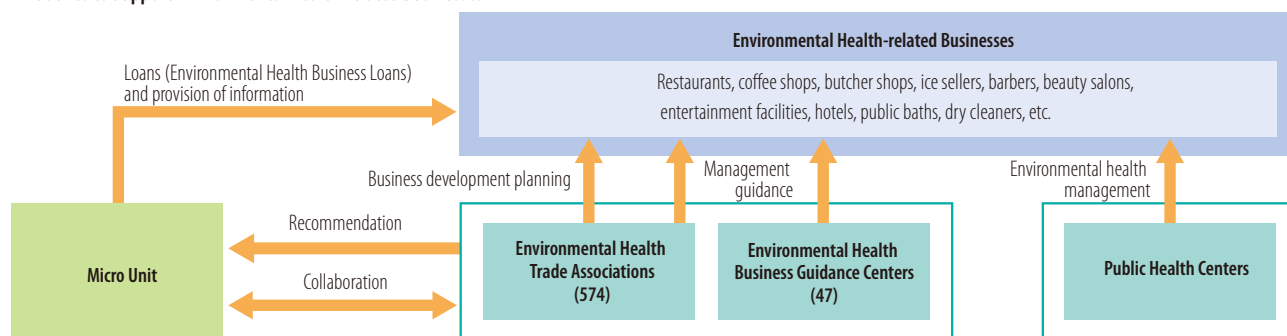 Environmental Health-related Businesses
Loans (Environmental Health Business Loans)
and provision of information
Restaurants, coffee shops, butcher shops, ice sellers, barbers, beauty salons,
entertainment facilities, hotels, public baths, dry cleaners, etc.
Business development planning
Management
guidance
Environmental health
management
Recommendation
Micro Unit
Collaboration
Environmental Health
Trade Associations
(574)
Environmental Health
Business Guidance Centers
(47)
Public Health Centers